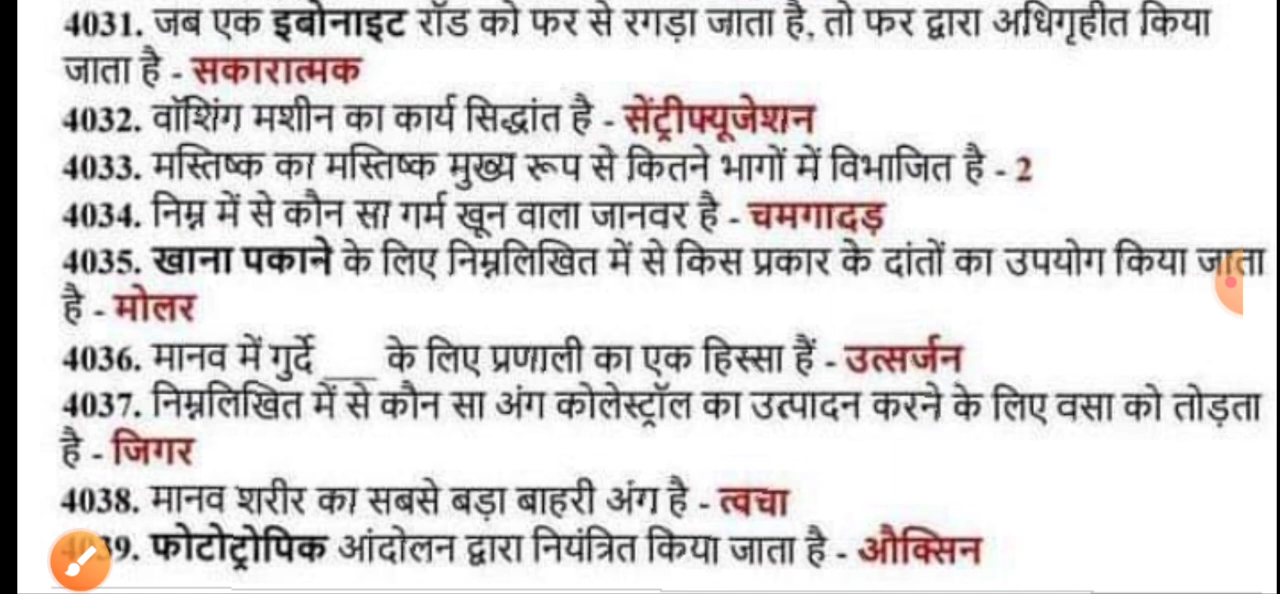 4031. जब एक इबोनाइट रॉड को फर से रगड़ा जाता है, तो फर द्वारा अधिगृहीत किया
जाता है - सकारात्मक
4032. वॉशिंग मशीन का कार्य सिद्धांत है - सेंट्रीफ्यूजेशन
4033. मस्तिष्क का मस्तिष्क मुख्य रूप से कितने भागों में विभाजित है - 2
4034. निम्न में से कौन सा गर्म खून वाला जानवर है - चमगादड़
4035. खाना पकाने के लिए निम्नलिखित में से किस प्रकार के दांतों का उपयोग किया जाता
है - मोलर
4036. मानव में गुर्दे ___ के लिए प्रणाली का एक हिस्सा हैं - उत्सर्जन
4037. निम्नलिखित में से कौन सा अंग कोलेस्ट्रॉल का उत्पादन करने के लिए वसा को तोड़ता
है - जिगर
4038. मानव शरीर का सबसे बड़ा बाहरी अंग है - त्वचा
4039. फोटोट्रोपिक आंदोलन द्वारा नियंत्रित किया जाता है - औक्सिन